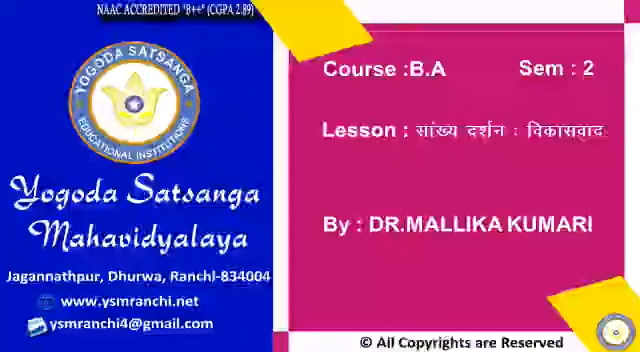 NAAC ACCREDITED "B++" (CGPA 2.89)
YOGODA SATSANGA
EDUCATIONAL INSTITUTIONS
Yogoda Satsanga
Mahavidyalaya
Jagannathpur, Dhurwa, Ranchi-834004
www.ysmranchi.net
ysmranchi4@gmail.com
Course :B.A Sem : 2
Lesson : सांख्य दर्शन : विकासवाद
By : DR.MALLIKA KUMARI
© All Copyrights are Reserved